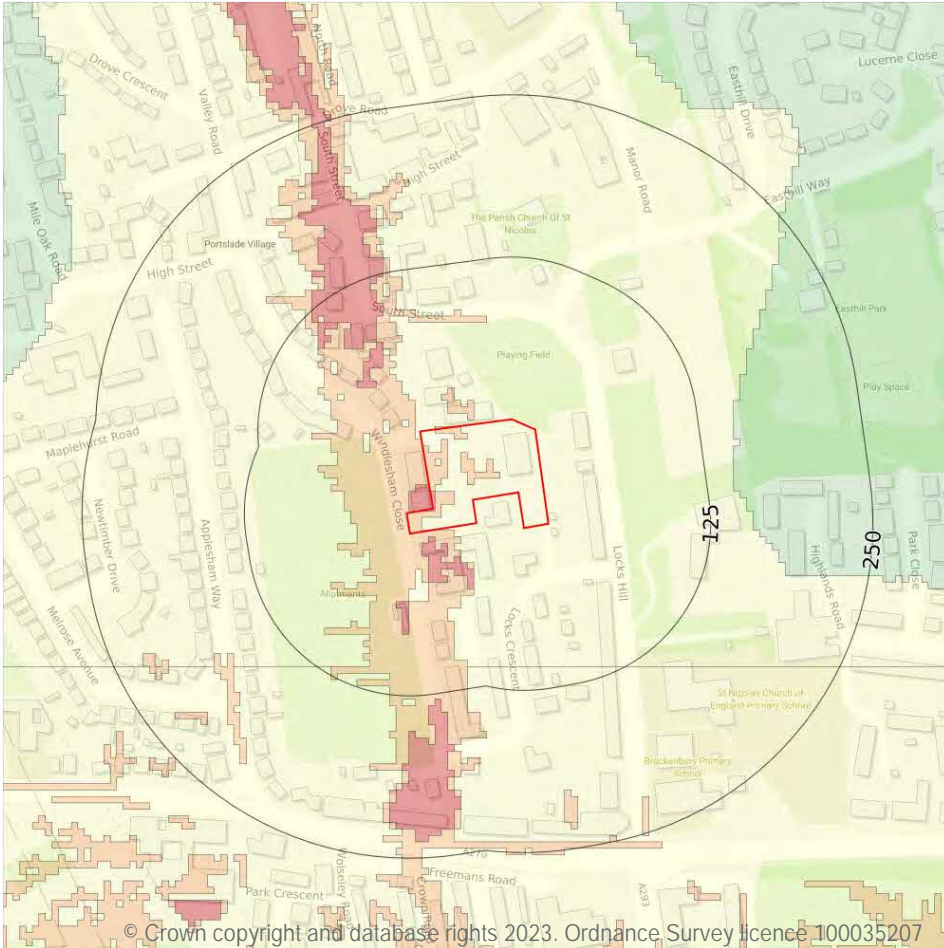 North Road
Lucerne Close
Drove Crescent
Valley Road
Easthill Drive
Drove Road
South Street
High Street
Manor Road
Easthill Way
Mile Oak Road
The Parish Church Of St
Nicolas
Portslade Village
High Street
South Street
Easthill Park
Playing Field
Play Space
Maplehurst Road
Windlesham Close
Newtimber Drive
Applesham Way
125
250
Locks Hill
Highlands Road
Park Close
Allotments
Melrose Avenue
Locks Crescent
St Nicolas Church of
England Primary School
Brackenbury Primary
School
A270
Freemans Road
Wolseley Road
Park Crescent
A293
© Crown copyright and database rights 2023. Ordnance Survey licence 100035207